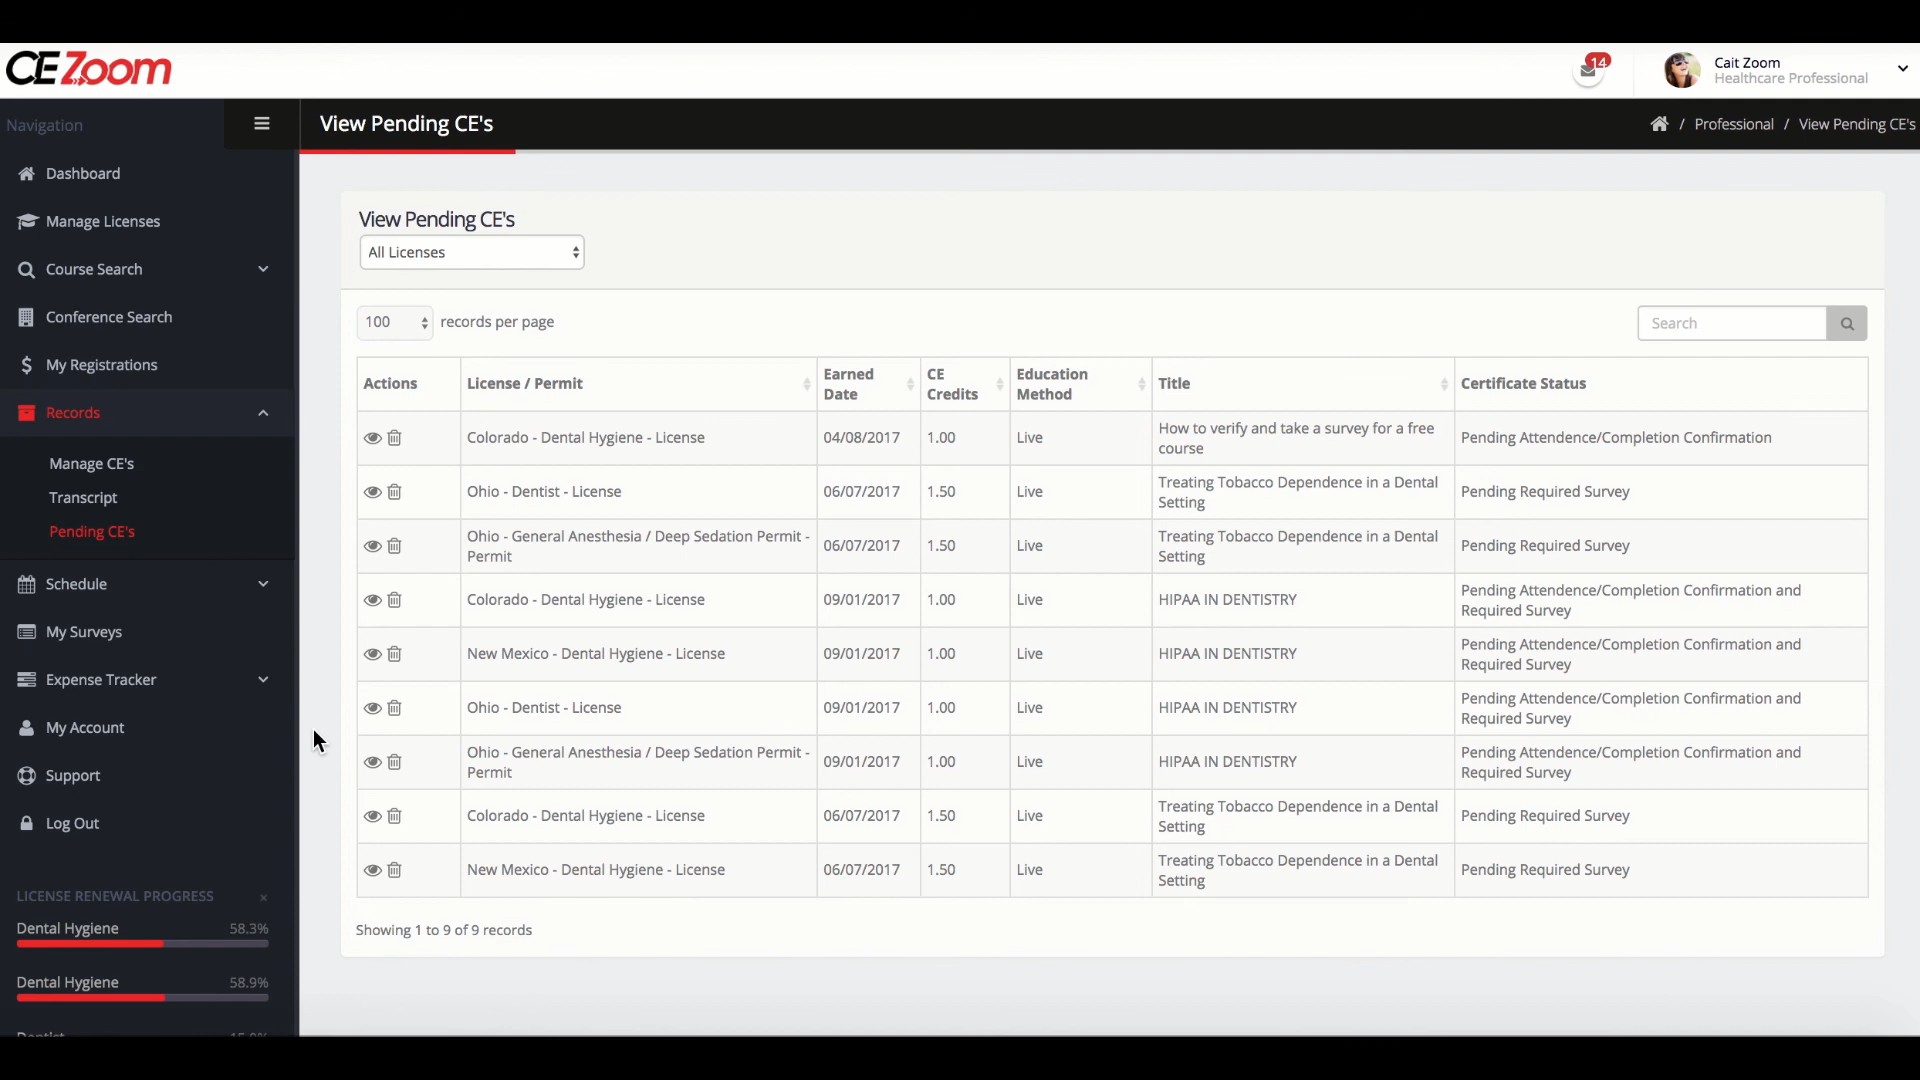 CE Zoom
14
Cait Zoom
Healthcare Professional
Navigation
View Pending CE's
/ Professional / View Pending CE's
Dashboard
Manage Licenses
Course Search
Conference Search
My Registrations
Records
Manage CE's
Transcript
Pending CE's
Schedule
My Surveys
Expense Tracker
My Account
Support
Log Out
LICENSE RENEWAL PROGRESS ×
Dental Hygiene 58.3%
Dental Hygiene 58.9%
View Pending CE's
All Licenses
100 records per page
Search
Actions License / Permit Earned Date CE Credits Education Method Title Certificate Status
Colorado - Dental Hygiene - License 04/08/2017 1.00 Live How to verify and take a survey for a free course Pending Attendence/Completion Confirmation
Ohio - Dentist - License 06/07/2017 1.50 Live Treating Tobacco Dependence in a Dental Setting Pending Required Survey
Ohio - General Anesthesia / Deep Sedation Permit - Permit 06/07/2017 1.50 Live Treating Tobacco Dependence in a Dental Setting Pending Required Survey
Colorado - Dental Hygiene - License 09/01/2017 1.00 Live HIPAA IN DENTISTRY Pending Attendence/Completion Confirmation and Required Survey
New Mexico - Dental Hygiene - License 09/01/2017 1.00 Live HIPAA IN DENTISTRY Pending Attendence/Completion Confirmation and Required Survey
Ohio - Dentist - License 09/01/2017 1.00 Live HIPAA IN DENTISTRY Pending Attendence/Completion Confirmation and Required Survey
Ohio - General Anesthesia / Deep Sedation Permit - Permit 09/01/2017 1.00 Live HIPAA IN DENTISTRY Pending Attendence/Completion Confirmation and Required Survey
Colorado - Dental Hygiene - License 06/07/2017 1.50 Live Treating Tobacco Dependence in a Dental Setting Pending Required Survey
New Mexico - Dental Hygiene - License 06/07/2017 1.50 Live Treating Tobacco Dependence in a Dental Setting Pending Required Survey
Showing 1 to 9 of 9 records